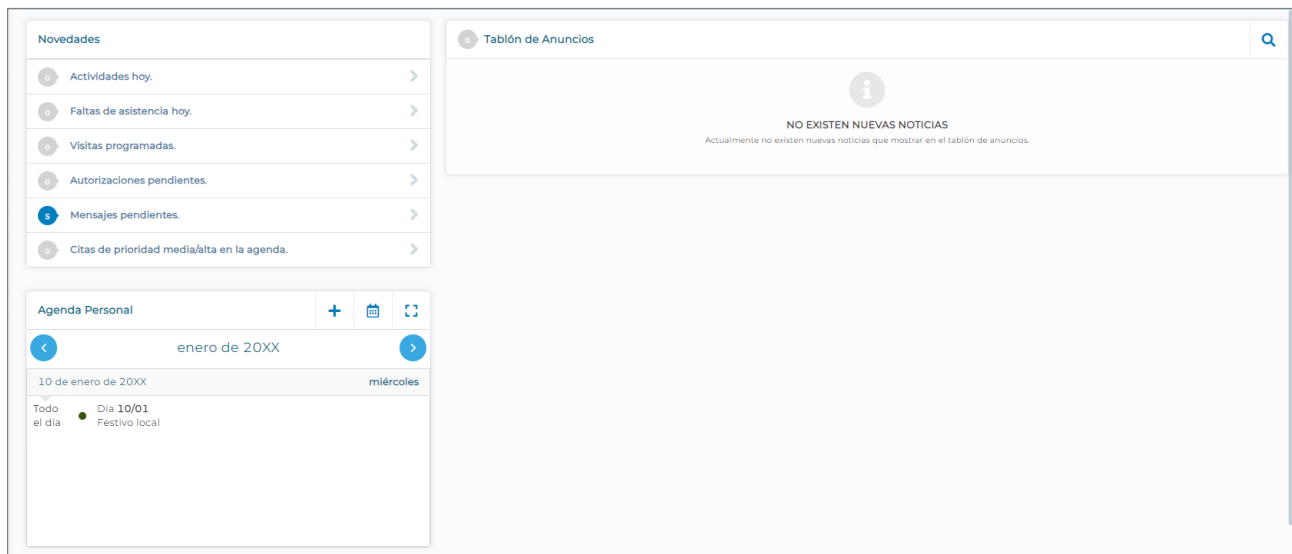 Novedades
0 Actividades hoy.
0 Faltas de asistencia hoy.
0 Visitas programadas.
0 Autorizaciones pendientes.
5 Mensajes pendientes.
0 Citas de prioridad media/alta en la agenda.
Agenda Personal
enero de 20XX
10 de enero de 20XX miércoles
Todo el día
Día 10/01
Festivo local
0 Tablón de Anuncios
NO EXISTEN NUEVAS NOTICIAS
Actualmente no existen nuevas noticias que mostrar en el tablón de anuncios.